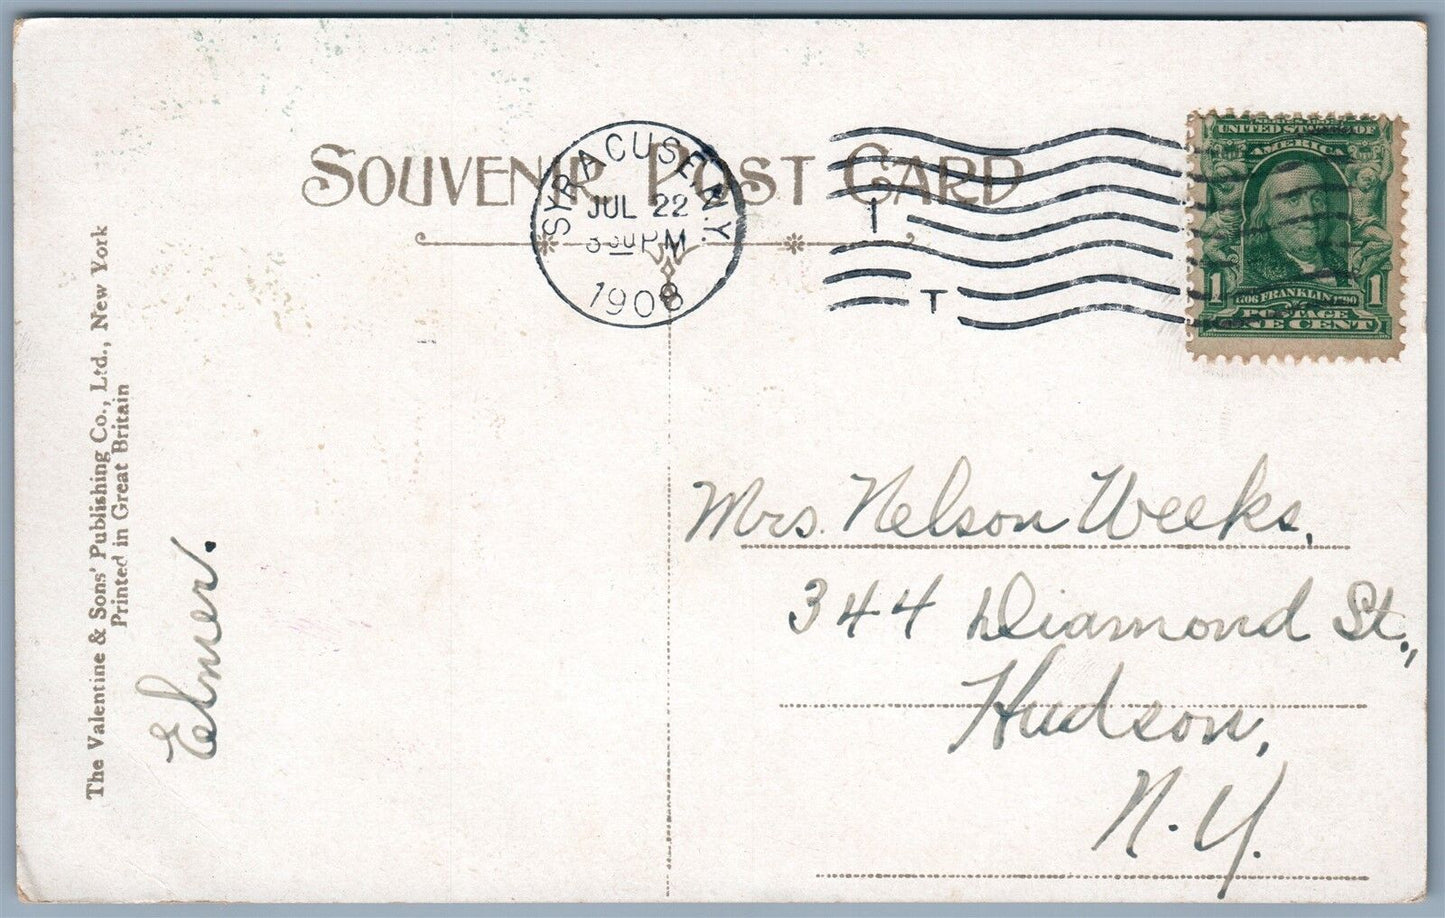 SOUVENIR POST CARD
SYRACUSE, N.Y.
JUL 22
3 30 PM
1908
1
T
UNITED STATES OF
AMERICA
1706 FRANKLIN 1790
1 1
POSTAGE
ONE CENT
The Valentine & Sons' Publishing Co., Ltd., New York
Printed in Great Britain
Elmer.
Mrs. Nelson Weeks,
344 Diamond St.,
Hudson,
N.Y.